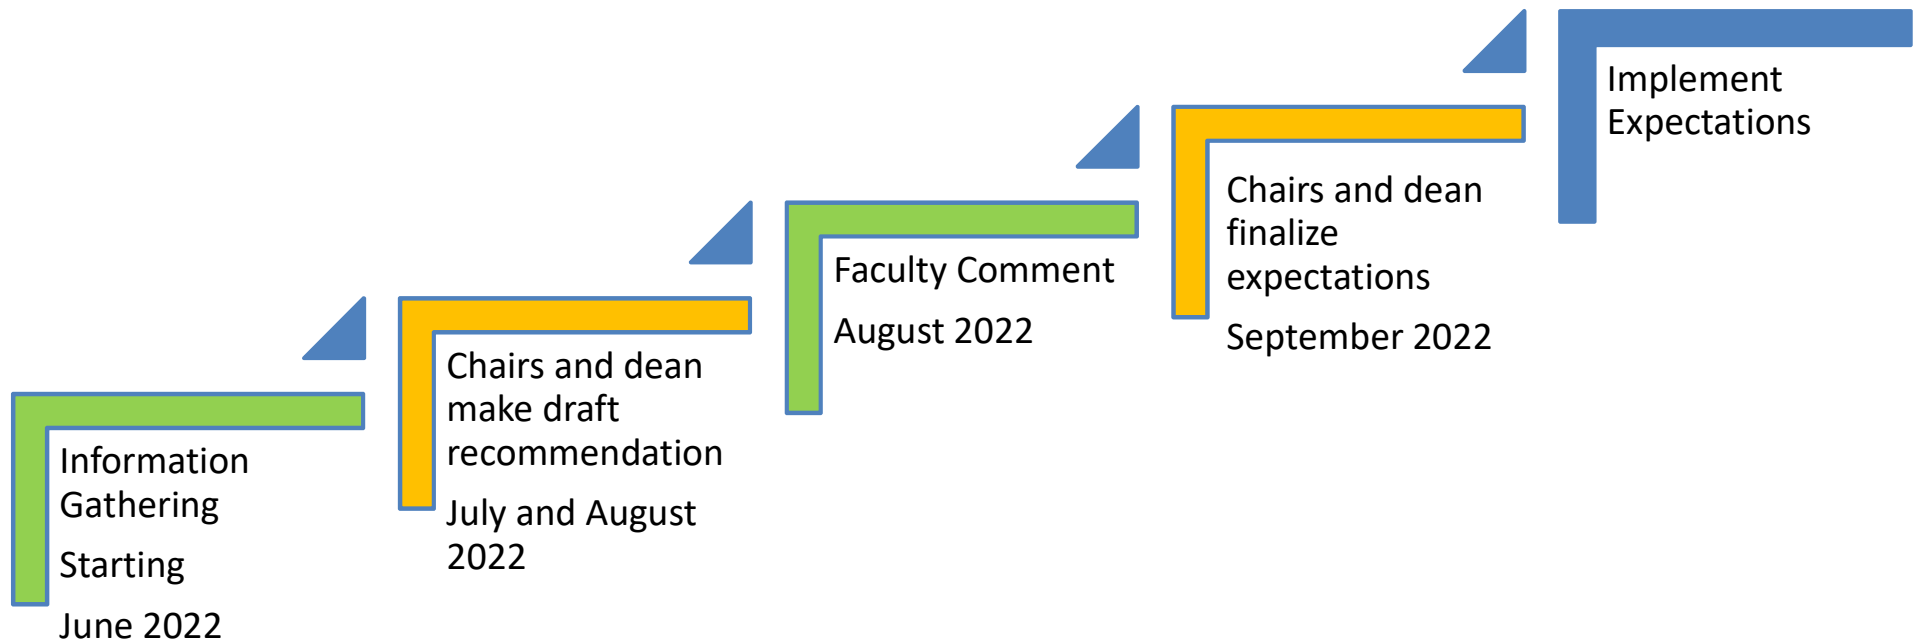 Information
Gathering
Starting
June 2022
Chairs and dean
make draft
recommendation
July and August
2022
Faculty Comment
August 2022
Chairs and dean
finalize
expectations
September 2022
Implement
Expectations